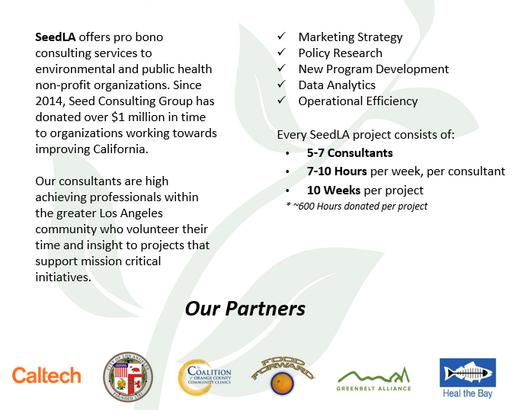 SeedLA offers pro bono
consulting services to
environmental and public health
non-profit organizations. Since
2014, Seed Consulting Group has
donated over $1 million in time
to organizations working towards
improving California.
Our consultants are high
achieving professionals within
the greater Los Angeles
community who volunteer their
time and insight to projects that
support mission critical
initiatives.
✓ Marketing Strategy
✓ Policy Research
✓ New Program Development
✓ Data Analytics
✓ Operational Efficiency
Every SeedLA project consists of:
• 5-7 Consultants
• 7-10 Hours per week, per consultant
• 10 Weeks per project
* ~600 Hours donated per project
Our Partners
Caltech
The
COALITION
OF ORANGE COUNTY
COMMUNITY CLINICS
FOOD
FORWARD
GREENBELT ALLIANCE
Heal the Bay